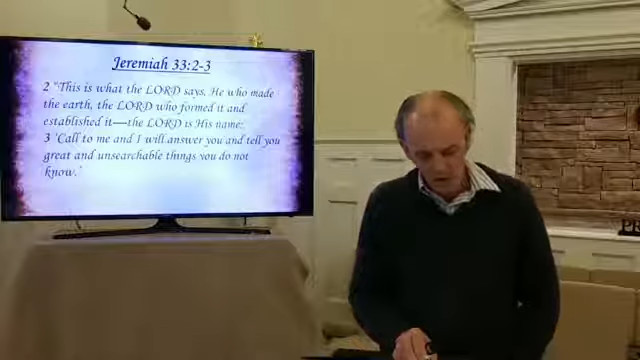 Jeremiah 33:2-3
2 "This is what the LORD says, He who made
the earth, the LORD who formed it and
established it—the LORD is His name:
3 'Call to me and I will answer you and tell you
great and unsearchable things you do not
know.'